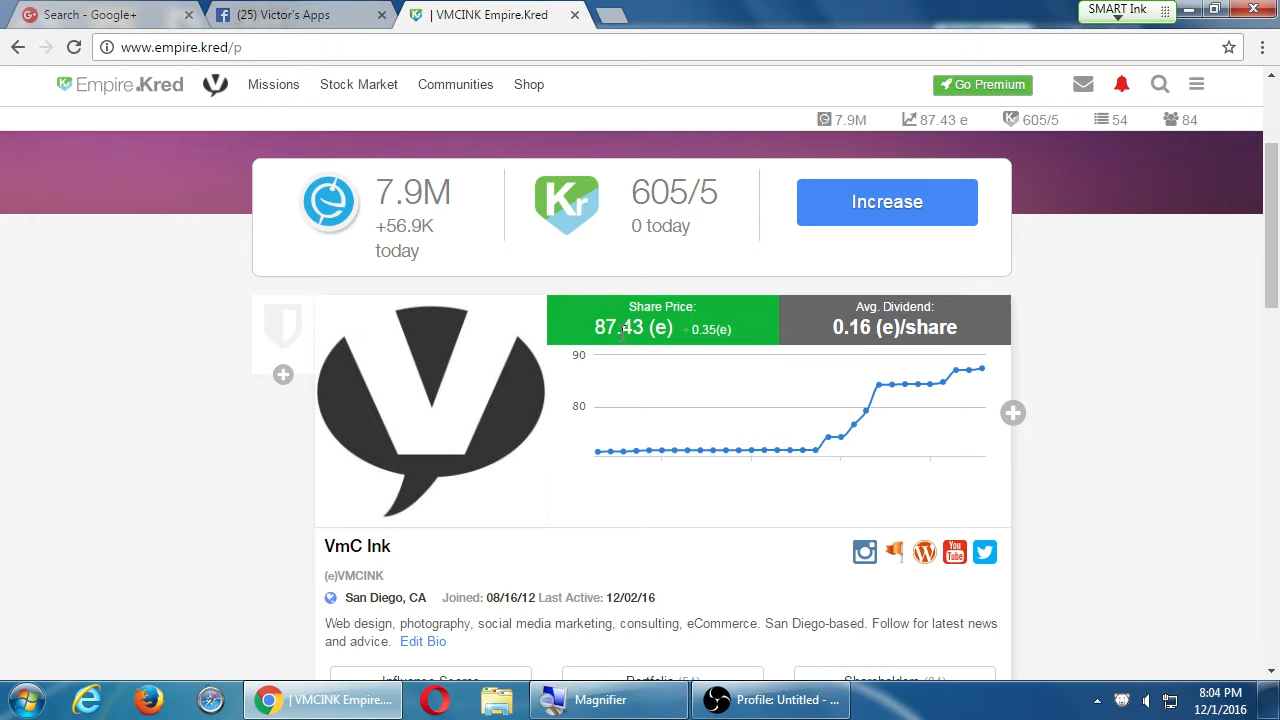 Search - Google+
(25) Victor's Apps
| VMCINK Empire.Kred
SMART Ink
www.empire.kred/p
Empire.Kred
Missions
Stock Market
Communities
Shop
Go Premium
7.9M
87.43 e
605/5
54
84
7.9M
+56.9K
today
Kr
605/5
0 today
Increase
Share Price:
87.43 (e) 0.35(e)
Avg. Dividend:
0.16 (e)/share
90
80
VmC Ink
(e)VMCINK
San Diego, CA Joined: 08/16/12 Last Active: 12/02/16
Web design, photography, social media marketing, consulting, eCommerce. San Diego-based. Follow for latest news
and advice. Edit Bio
You
Tube
| VMCINK Empire....
Magnifier
Profile: Untitled - ...
8:04 PM
12/1/2016